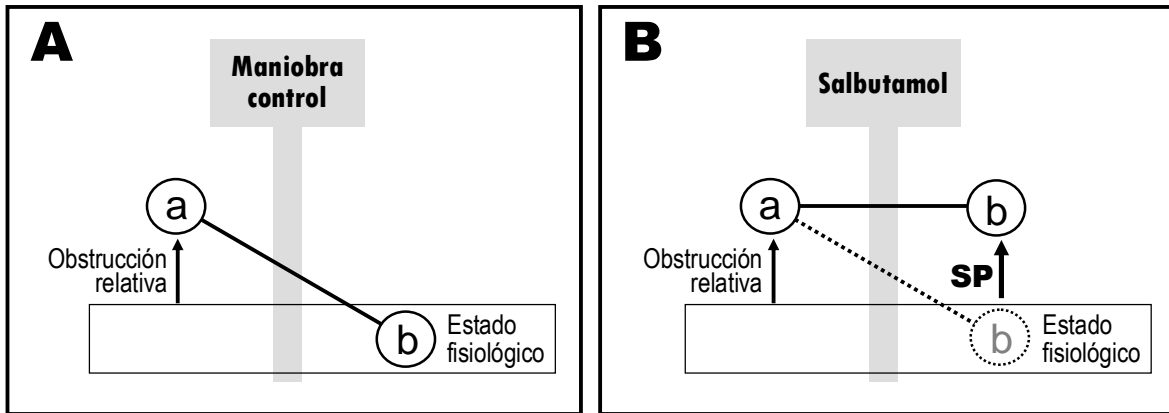 A
Maniobra
control
a
Obstrucción
relativa
b
Estado
fisiológico
B
Salbutamol
a
b
Obstrucción
relativa
SP
b
Estado
fisiológico